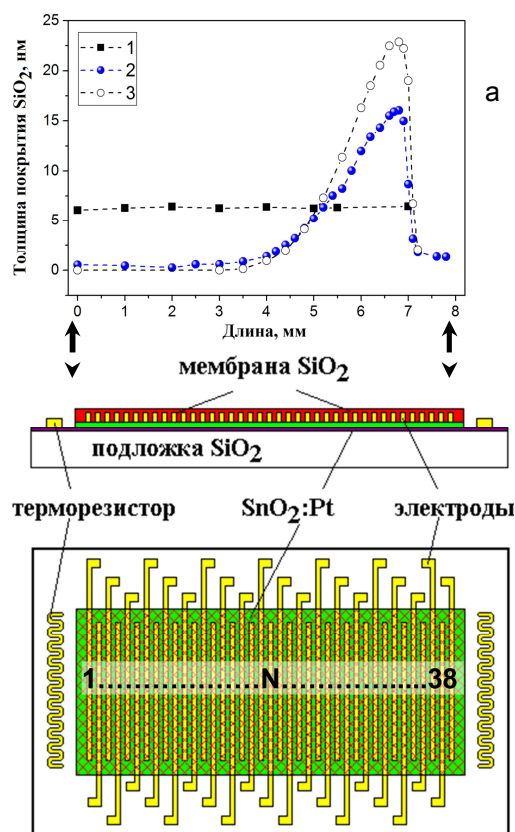 25
20
15
10
5
0
Толщина покрытия SiO2, нм
1
2
3
а
0 1 2 3 4 5 6 7 8
Длина, мм
мембрана SiO2
подложка SiO2
терморезистор SnO2:Pt электроды
1....................N....................38